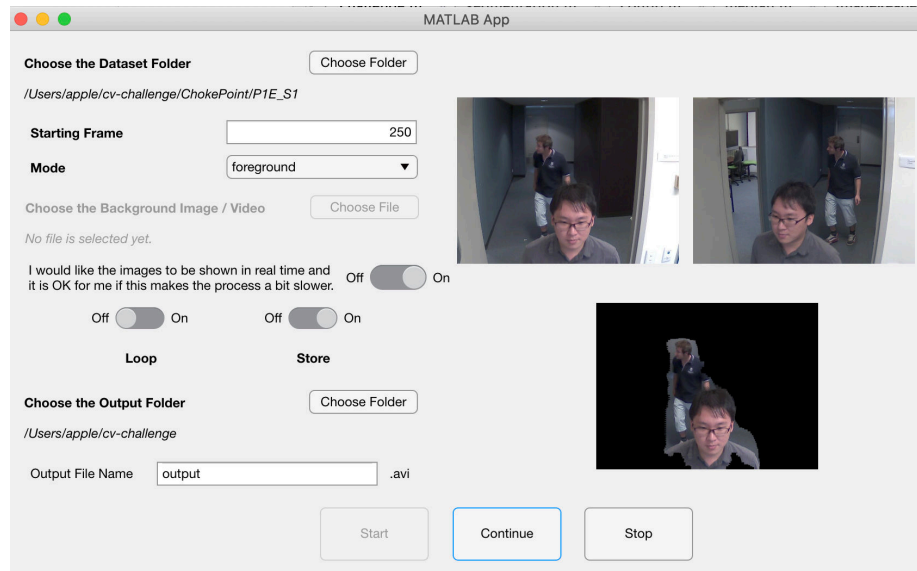 MATLAB App
Choose the Dataset Folder
Choose Folder
/Users/apple/cv-challenge/ChokePoint/P1E_S1
Starting Frame
250
Mode
foreground
Choose the Background Image / Video
Choose File
No file is selected yet.
I would like the images to be shown in real time and
it is OK for me if this makes the process a bit slower.
Off
On
Off
On
Off
On
Loop
Store
Choose the Output Folder
Choose Folder
/Users/apple/cv-challenge
Output File Name
output
.avi
Start
Continue
Stop